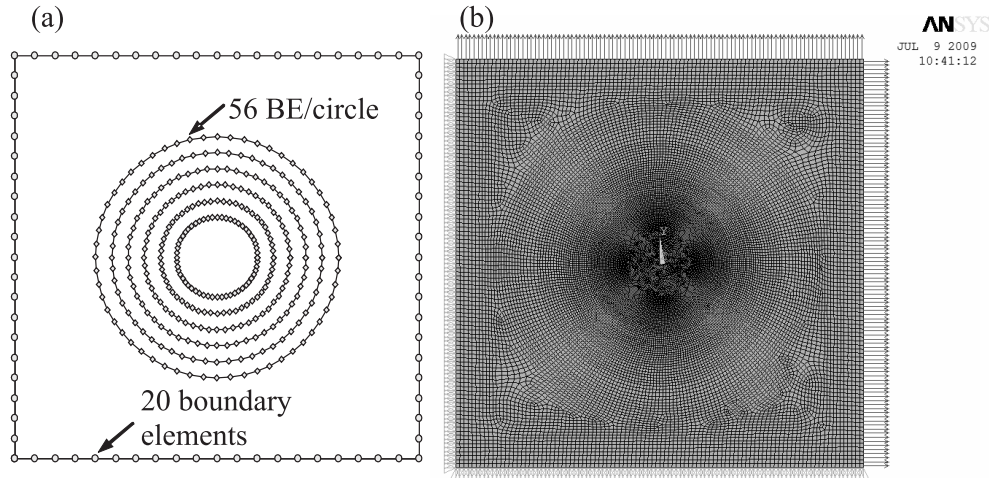 (a)
56 BE/circle
20 boundary
elements
(b)
ANSYS
JUL 9 2009
10:41:12
Y